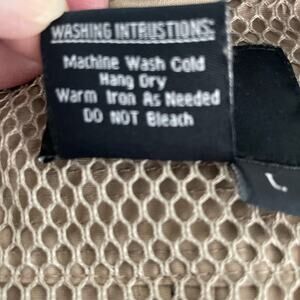 WASHING INTRUSTIONS:
Machine Wash Cold
Hang Dry
Warm Iron As Needed
DO NOT Bleach
L